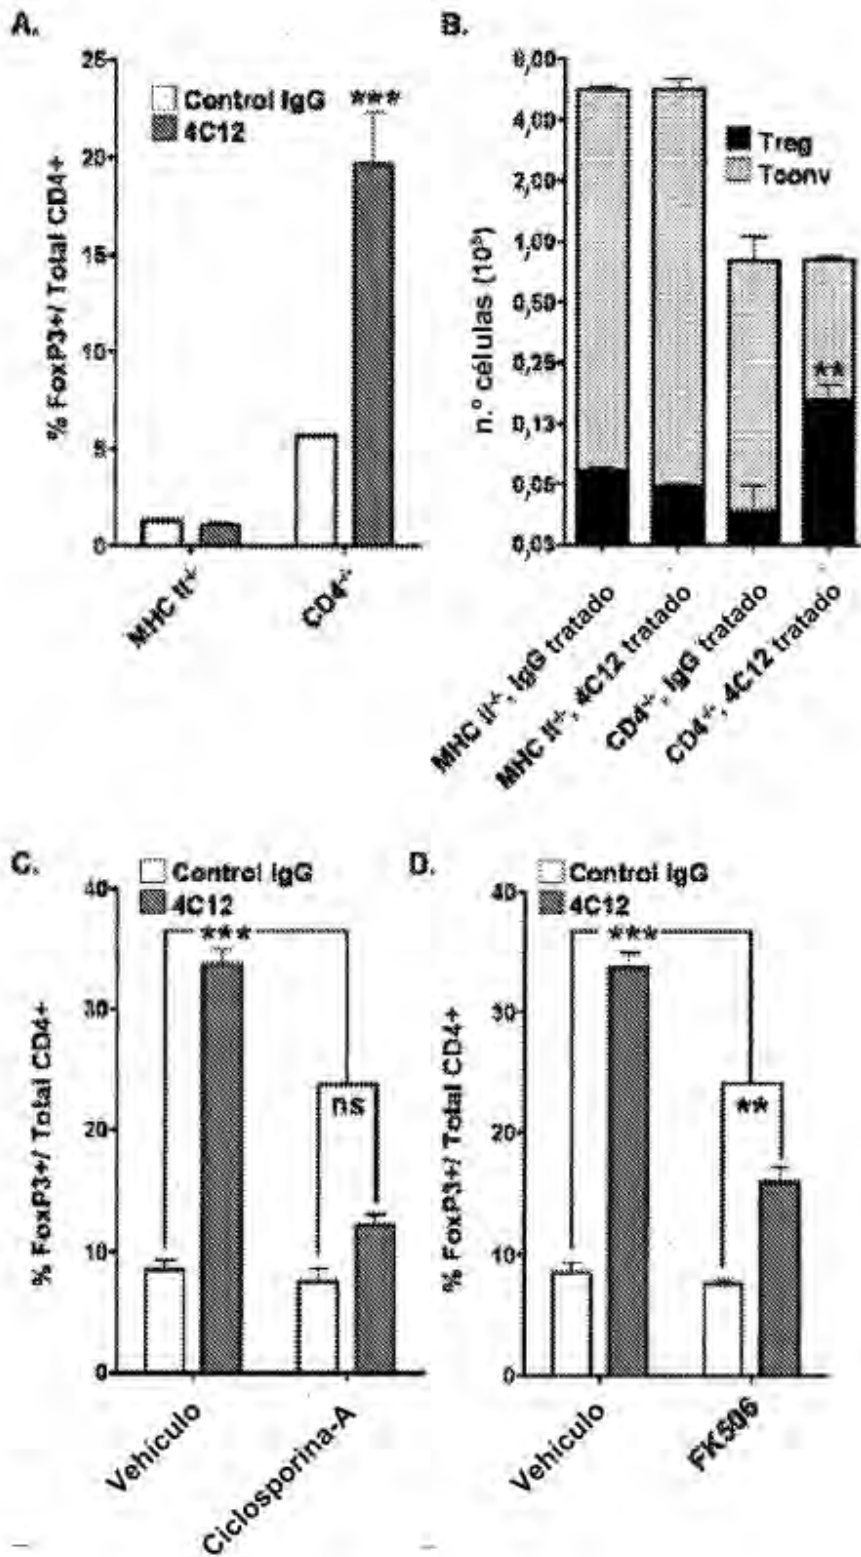 A.
% FoxP3+/ Total CD4+
25
20
15
10
5
0
Control IgG
4C12
***
MHC II-/-
CD4-/-
B.
n.º células (10⁵)
8,00
4,00
2,00
1,00
0,50
0,25
0,13
0,06
0,03
Treg
Tconv
**
MHC II-/-, IgG tratado
MHC II-/-, 4C12 tratado
CD4-/-, IgG tratado
CD4-/-, 4C12 tratado
C.
% FoxP3+/ Total CD4+
40
30
20
10
0
Control IgG
4C12
***
ns
Vehículo
Ciclosporina-A
D.
% FoxP3+/ Total CD4+
40
30
20
10
0
Control IgG
4C12
***
**
Vehículo
FK506